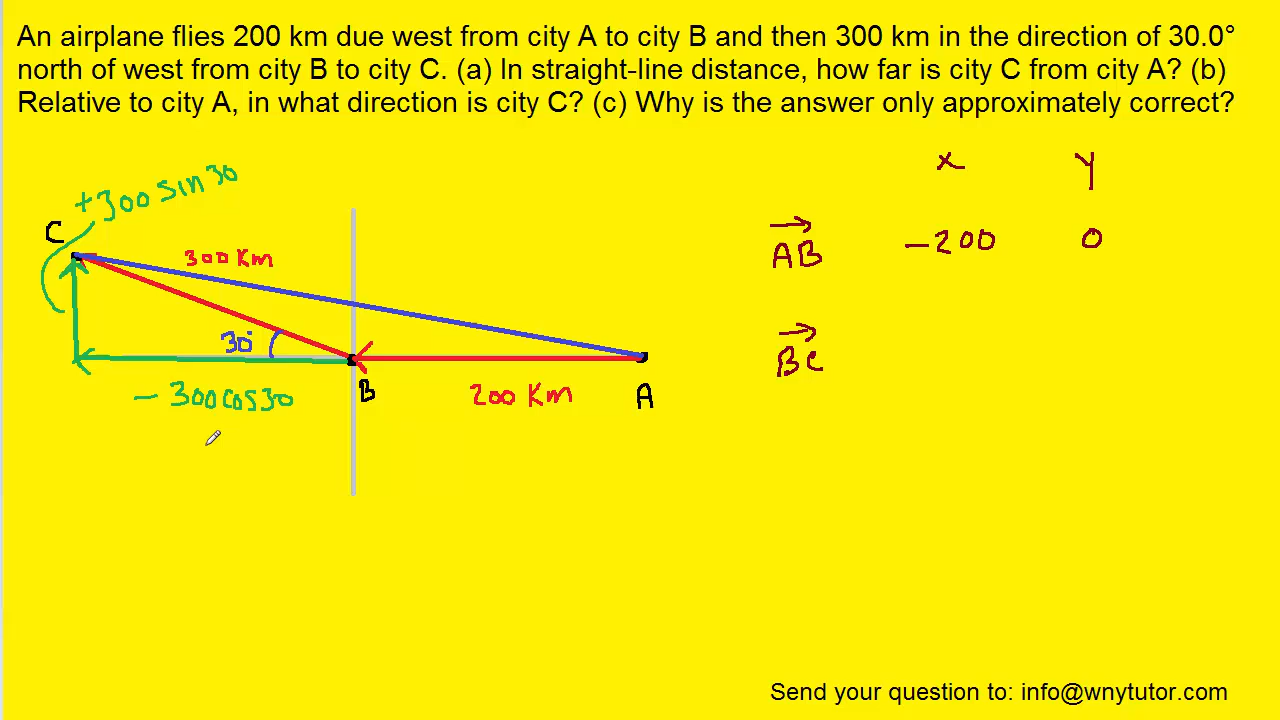 An airplane flies 200 km due west from city A to city B and then 300 km in the direction of 30.0°
north of west from city B to city C. (a) In straight-line distance, how far is city C from city A? (b)
Relative to city A, in what direction is city C? (c) Why is the answer only approximately correct?
x y
+300 sin 30
C
300 Km
AB -200 0
30°
BC
- 300 cos 30
B
200 Km
A
Send your question to: info@wnytutor.com